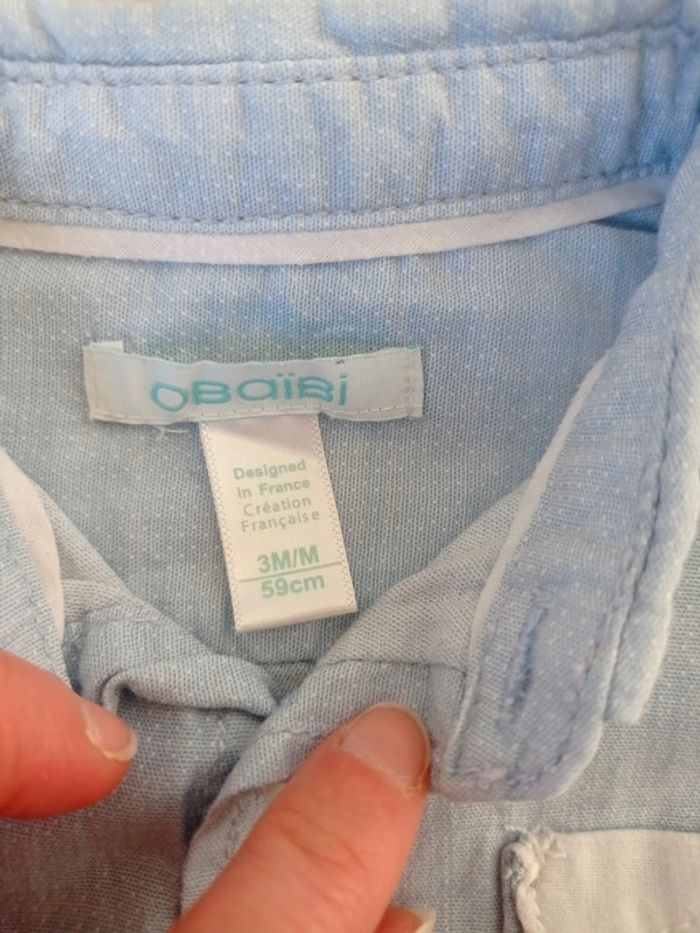 OBaïBi
Designed
in France
Création
Française
3M/M
59cm